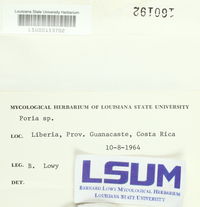 Louisiana State University Herbarium
160192
MYCOLOGICAL HERBARIUM OF LOUISIANA STATE UNIVERSITY
Poria sp.
LOC. Liberia, Prov. Guanacaste, Costa Rica
10-8-1964
LEG. B. Lowy
DET.
LSUM
BERNARD LOWY MYCOLOGICAL HERBARIUM
LOUISIANA STATE UNIVERSITY